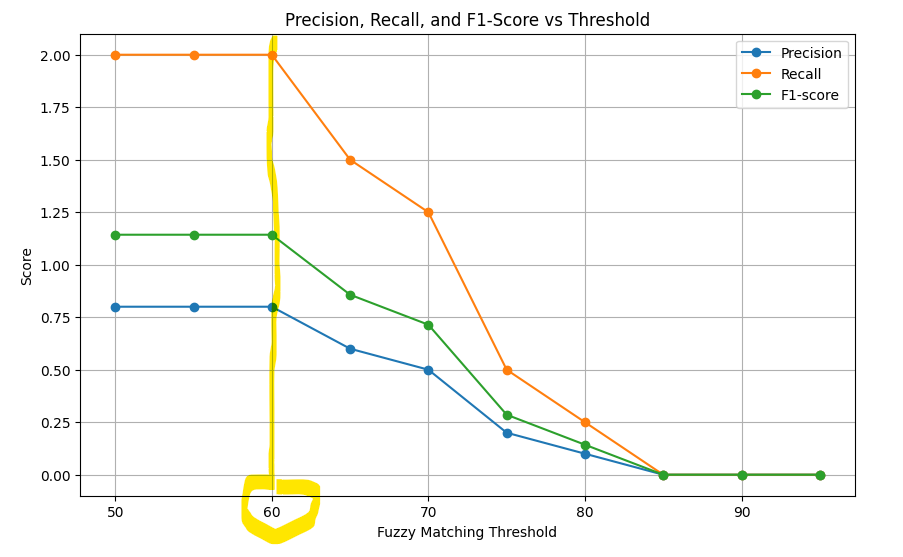 Precision, Recall, and F1-Score vs Threshold
Precision
Recall
F1-score
Score
2.00
1.75
1.50
1.25
1.00
0.75
0.50
0.25
0.00
50 60 70 80 90
Fuzzy Matching Threshold